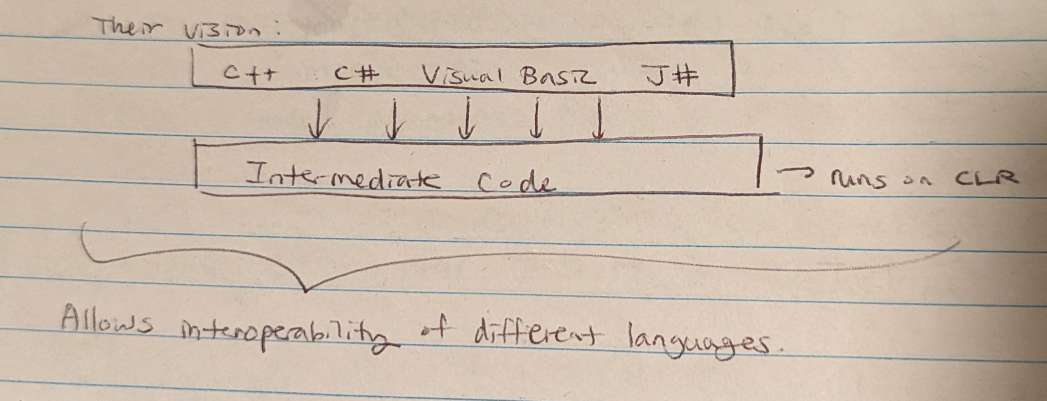 Their vision:
C++ C# Visual Basic J#
Intermediate Code → runs on CLR
Allows interoperability of different languages.